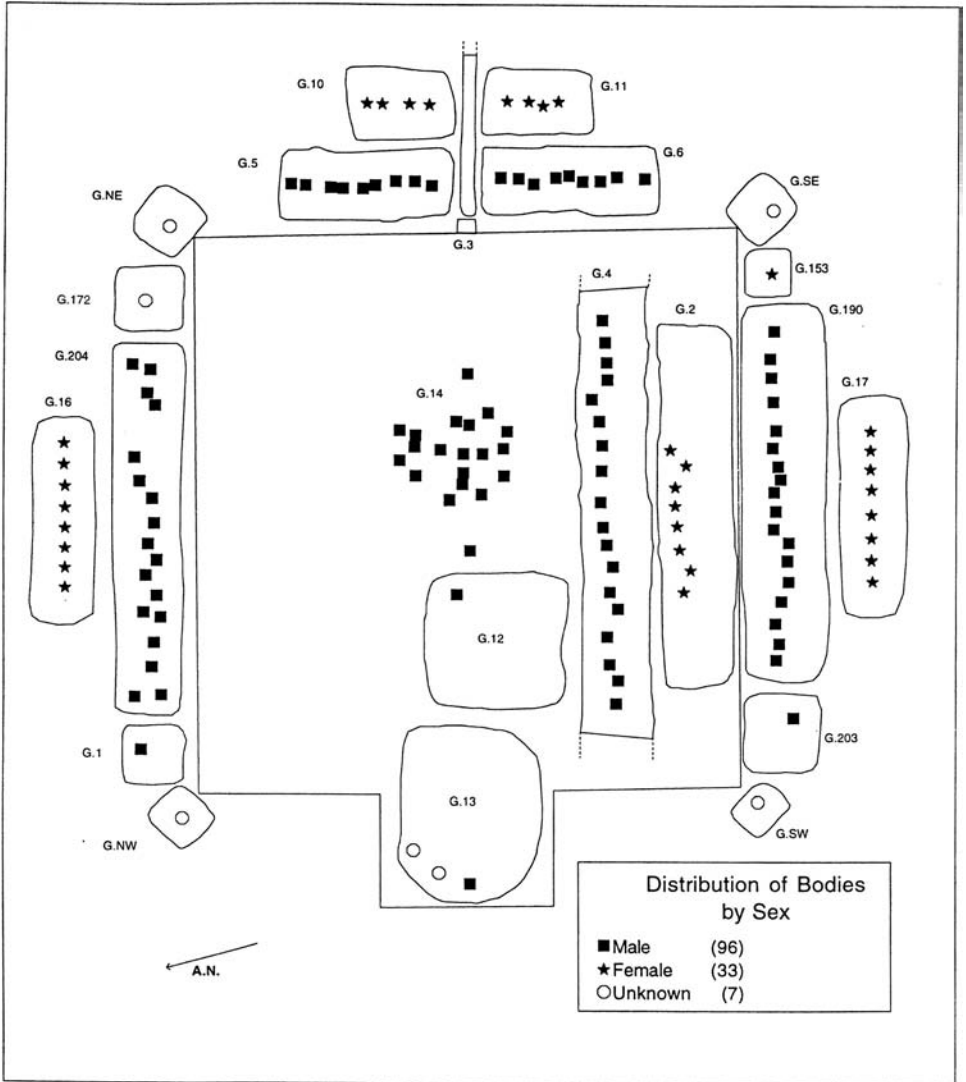 G.10
G.11
G.5
G.6
G.NE
G.SE
G.3
G.153
G.172
G.4
G.190
G.2
G.204
G.16
G.14
G.17
G.12
G.1
G.203
G.13
G.NW
G.SW
Distribution of Bodies
by Sex
Male (96)
Female (33)
Unknown (7)
A.N.